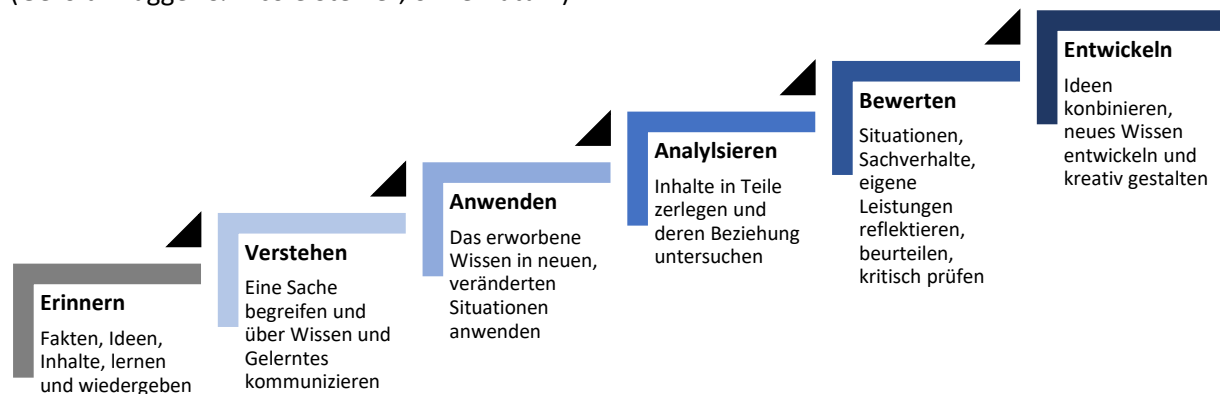 Entwickeln
Ideen
konbinieren,
neues Wissen
entwickeln und
kreativ gestalten
Bewerten
Situationen,
Sachverhalte,
eigene
Leistungen
reflektieren,
beurteilen,
kritisch prüfen
Analylsieren
Inhalte in Teile
zerlegen und
deren Beziehung
untersuchen
Anwenden
Das erworbene
Wissen in neuen,
veränderten
Situationen
anwenden
Verstehen
Eine Sache
begreifen und
über Wissen und
Gelerntes
kommunizieren
Erinnern
Fakten, Ideen,
Inhalte, lernen
und wiedergeben